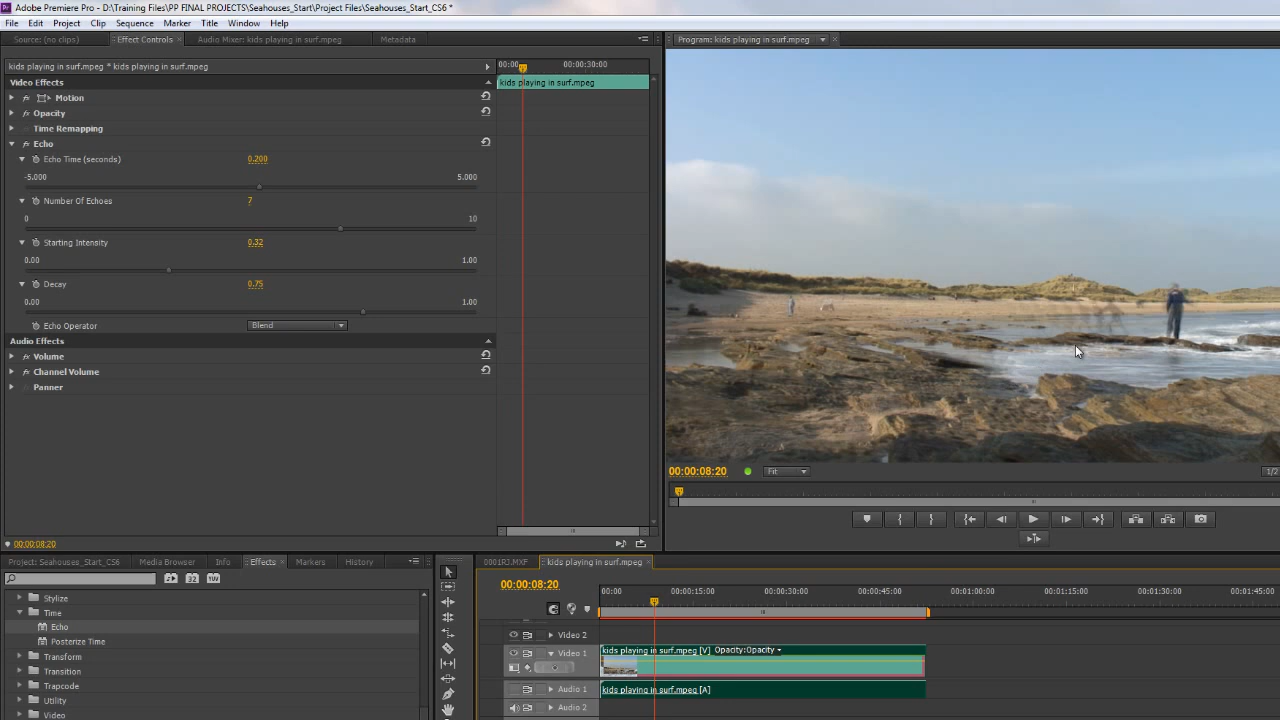 Adobe Premiere Pro - D:\Training Files\PP FINAL PROJECTS\Seahouses_Start\Project Files\Seahouses_Start_CS6 *
File Edit Project Clip Sequence Marker Title Window Help
Source: (no clips) Effect Controls × Audio Mixer: kids playing in surf.mpeg Metadata
kids playing in surf.mpeg * kids playing in surf.mpeg
00:00 00:00:30:00
Video Effects
kids playing in surf.mpeg
fx Motion
fx Opacity
Time Remapping
fx Echo
Echo Time (seconds) 0.200
-5.000 5.000
Number Of Echoes 7
0 10
Starting Intensity 0.32
0.00 1.00
Decay 0.75
0.00 1.00
Echo Operator Blend
Audio Effects
fx Volume
fx Channel Volume
Panner
00:00:08:20
Program: kids playing in surf.mpeg ×
00:00:08:20 Fit 1/2
Project: Seahouses_Start_CS6 Media Browser Info Effects × Markers History
32 YUV
Stylize
Time
Echo
Posterize Time
Transform
Transition
Trapcode
Utility
Video
0001RJ.MXF kids playing in surf.mpeg ×
00:00:08:20
00:00 00:00:15:00 00:00:30:00 00:00:45:00 00:01:00:00 00:01:15:00 00:01:30:00 00:01:45:00
Video 2
Video 1 kids playing in surf.mpeg [V] Opacity:Opacity
Audio 1 kids playing in surf.mpeg [A]
Audio 2